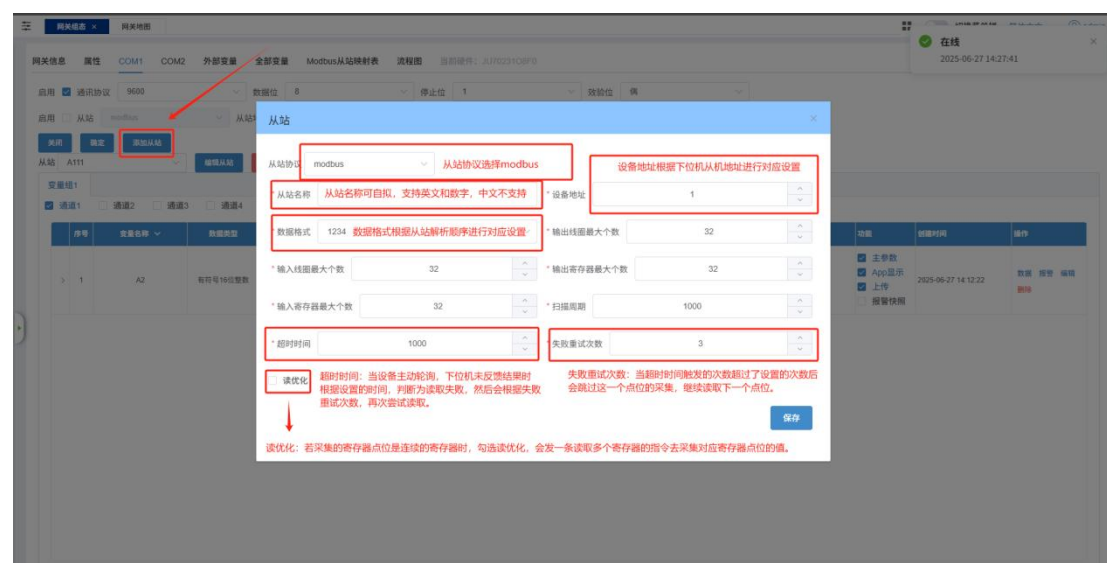 网关组态 × 网关地图
在线
2025-06-27 14:27:41
网关信息 属性 COM1 COM2 外部变量 全部变量 Modbus从站映射表 流程图
启用 通讯协议 9600 数据位 8 停止位 1 效验位 偶
启用 从站 modbus 从站
关闭 确定 添加从站
从站 A111 编辑从站
变量组1
通道1 通道2 通道3 通道4
序号 变量名称 数据类型 功能 创建时间 操作
1 A2 有符号16位整数 主参数 App显示 上传 报警快照 2025-06-27 14:12:22 数据 报警 编辑 删除
从站 ×
从站协议 modbus 从站协议选择modbus
设备地址根据下位机从机地址进行对应设置
* 从站名称 从站名称可自拟，支持英文和数字，中文不支持
* 设备地址 1
* 数据格式 1234 数据格式根据从站解析顺序进行对应设置
* 输出线圈最大个数 32
* 输入线圈最大个数 32
* 输出寄存器最大个数 32
* 输入寄存器最大个数 32
* 扫描周期 1000
* 超时时间 1000
* 失败重试次数 3
读优化
超时时间：当设备主动轮询，下位机未反馈结果时
根据设置的时间，判断为读取失败，然后会根据失败
重试次数，再次尝试读取。
失败重试次数：当超时时间触发的次数超过了设置的次数后
会跳过这一个点位的采集，继续读取下一个点位。
保存
读优化：若采集的寄存器点位是连续的寄存器时，勾选读优化，会发一条读取多个寄存器的指令去采集对应寄存器点位的值。